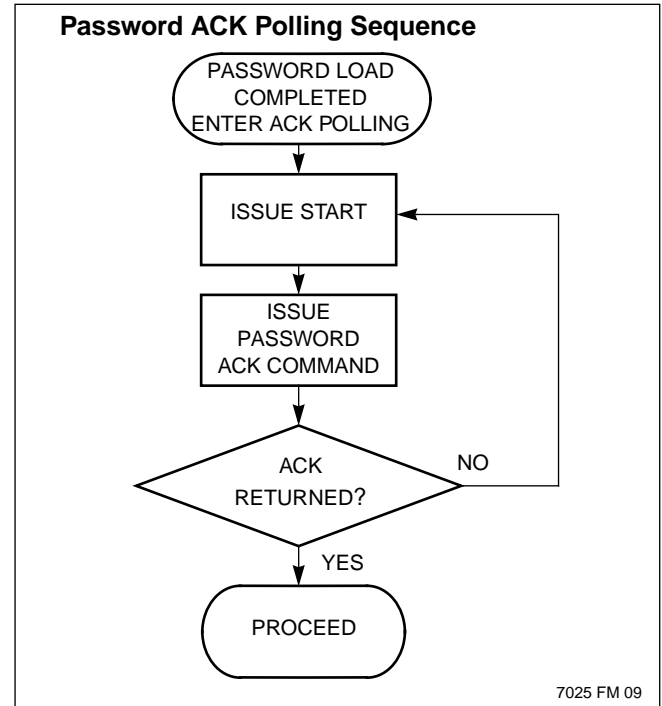 Password ACK Polling Sequence
PASSWORD LOAD
COMPLETED
ENTER ACK POLLING
ISSUE START
ISSUE
PASSWORD
ACK COMMAND
ACK
RETURNED?
NO
YES
PROCEED
7025 FM 09